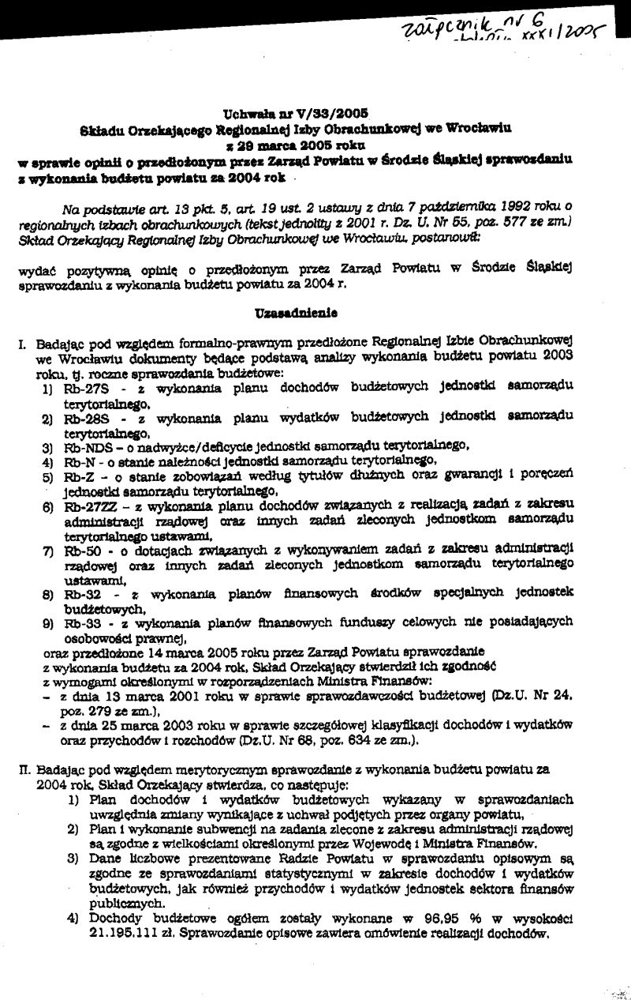 załącznik nr 6
XXXI/2005
Uchwała nr V/33/2005
Składu Orzekającego Regionalnej Izby Obrachunkowej we Wrocławiu
z 29 marca 2005 roku
w sprawie opinii o przedłożonym przez Zarząd Powiatu w Środzie Śląskiej sprawozdaniu
z wykonania budżetu powiatu za 2004 rok
Na podstawie art. 13 pkt. 5, art. 19 ust. 2 ustawy z dnia 7 października 1992 roku o
regionalnych izbach obrachunkowych (tekst jednolity z 2001 r. Dz. U. Nr 55, poz. 577 ze zm.)
Skład Orzekający Regionalnej Izby Obrachunkowej we Wrocławiu, postanowił:
wydać pozytywną opinię o przedłożonym przez Zarząd Powiatu w Środzie Śląskiej
sprawozdaniu z wykonania budżetu powiatu za 2004 r.
Uzasadnienie
I. Badając pod względem formalno-prawnym przedłożone Regionalnej Izbie Obrachunkowej
we Wrocławiu dokumenty będące podstawą analizy wykonania budżetu powiatu 2003
roku, tj. roczne sprawozdania budżetowe:
1) Rb-27S - z wykonania planu dochodów budżetowych jednostki samorządu
terytorialnego,
2) Rb-28S - z wykonania planu wydatków budżetowych jednostki samorządu
terytorialnego,
3) Rb-NDS – o nadwyżce/deficycie jednostki samorządu terytorialnego,
4) Rb-N - o stanie należności jednostki samorządu terytorialnego,
5) Rb-Z – o stanie zobowiązań według tytułów dłużnych oraz gwarancji i poręczeń
jednostki samorządu terytorialnego,
6) Rb-27ZZ – z wykonania planu dochodów związanych z realizacją zadań z zakresu
administracji rządowej oraz innych zadań zleconych jednostkom samorządu
terytorialnego ustawami,
7) Rb-50 - o dotacjach związanych z wykonywaniem zadań z zakresu administracji
rządowej oraz innych zadań zleconych jednostkom samorządu terytorialnego
ustawami,
8) Rb-32 - z wykonania planów finansowych środków specjalnych jednostek
budżetowych,
9) Rb-33 - z wykonania planów finansowych funduszy celowych nie posiadających
osobowości prawnej,
oraz przedłożone 14 marca 2005 roku przez Zarząd Powiatu sprawozdanie
z wykonania budżetu za 2004 rok, Skład Orzekający stwierdził ich zgodność
z wymogami określonymi w rozporządzeniach Ministra Finansów:
– z dnia 13 marca 2001 roku w sprawie sprawozdawczości budżetowej (Dz.U. Nr 24,
poz. 279 ze zm.),
– z dnia 25 marca 2003 roku w sprawie szczegółowej klasyfikacji dochodów i wydatków
oraz przychodów i rozchodów (Dz.U. Nr 68, poz. 634 ze zm.).
II. Badając pod względem merytorycznym sprawozdanie z wykonania budżetu powiatu za
2004 rok, Skład Orzekający stwierdza, co następuje:
1) Plan dochodów i wydatków budżetowych wykazany w sprawozdaniach
uwzględnia zmiany wynikające z uchwał podjętych przez organy powiatu,
2) Plan i wykonanie subwencji na zadania zlecone z zakresu administracji rządowej
są zgodne z wielkościami określonymi przez Wojewodę i Ministra Finansów.
3) Dane liczbowe prezentowane Radzie Powiatu w sprawozdaniu opisowym są
zgodne ze sprawozdaniami statystycznymi w zakresie dochodów i wydatków
budżetowych, jak również przychodów i wydatków jednostek sektora finansów
publicznych.
4) Dochody budżetowe ogółem zostały wykonane w 96,95 % w wysokości
21.195.111 zł. Sprawozdanie opisowe zawiera omówienie realizacji dochodów.